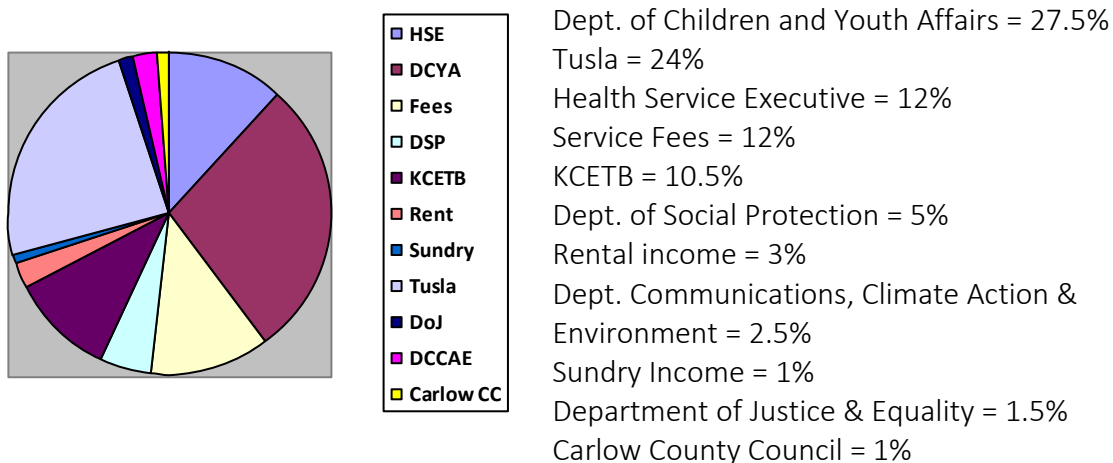 HSE
DCYA
Fees
DSP
KCETB
Rent
Sundry
Tusla
DoJ
DCCAE
Carlow CC
Dept. of Children and Youth Affairs = 27.5%
Tusla = 24%
Health Service Executive = 12%
Service Fees = 12%
KCETB = 10.5%
Dept. of Social Protection = 5%
Rental income = 3%
Dept. Communications, Climate Action &
Environment = 2.5%
Sundry Income = 1%
Department of Justice & Equality = 1.5%
Carlow County Council = 1%